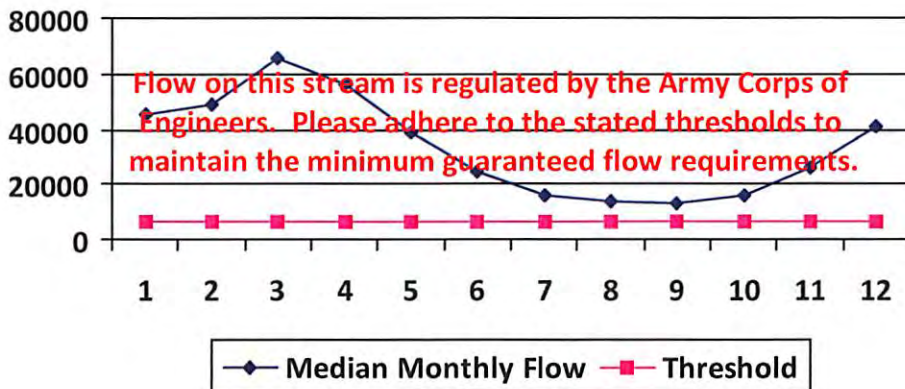 80000
60000
40000
20000
0
Flow on this stream is regulated by the Army Corps of
Engineers. Please adhere to the stated thresholds to
maintain the minimum guaranteed flow requirements.
1 2 3 4 5 6 7 8 9 10 11 12
Median Monthly Flow Threshold